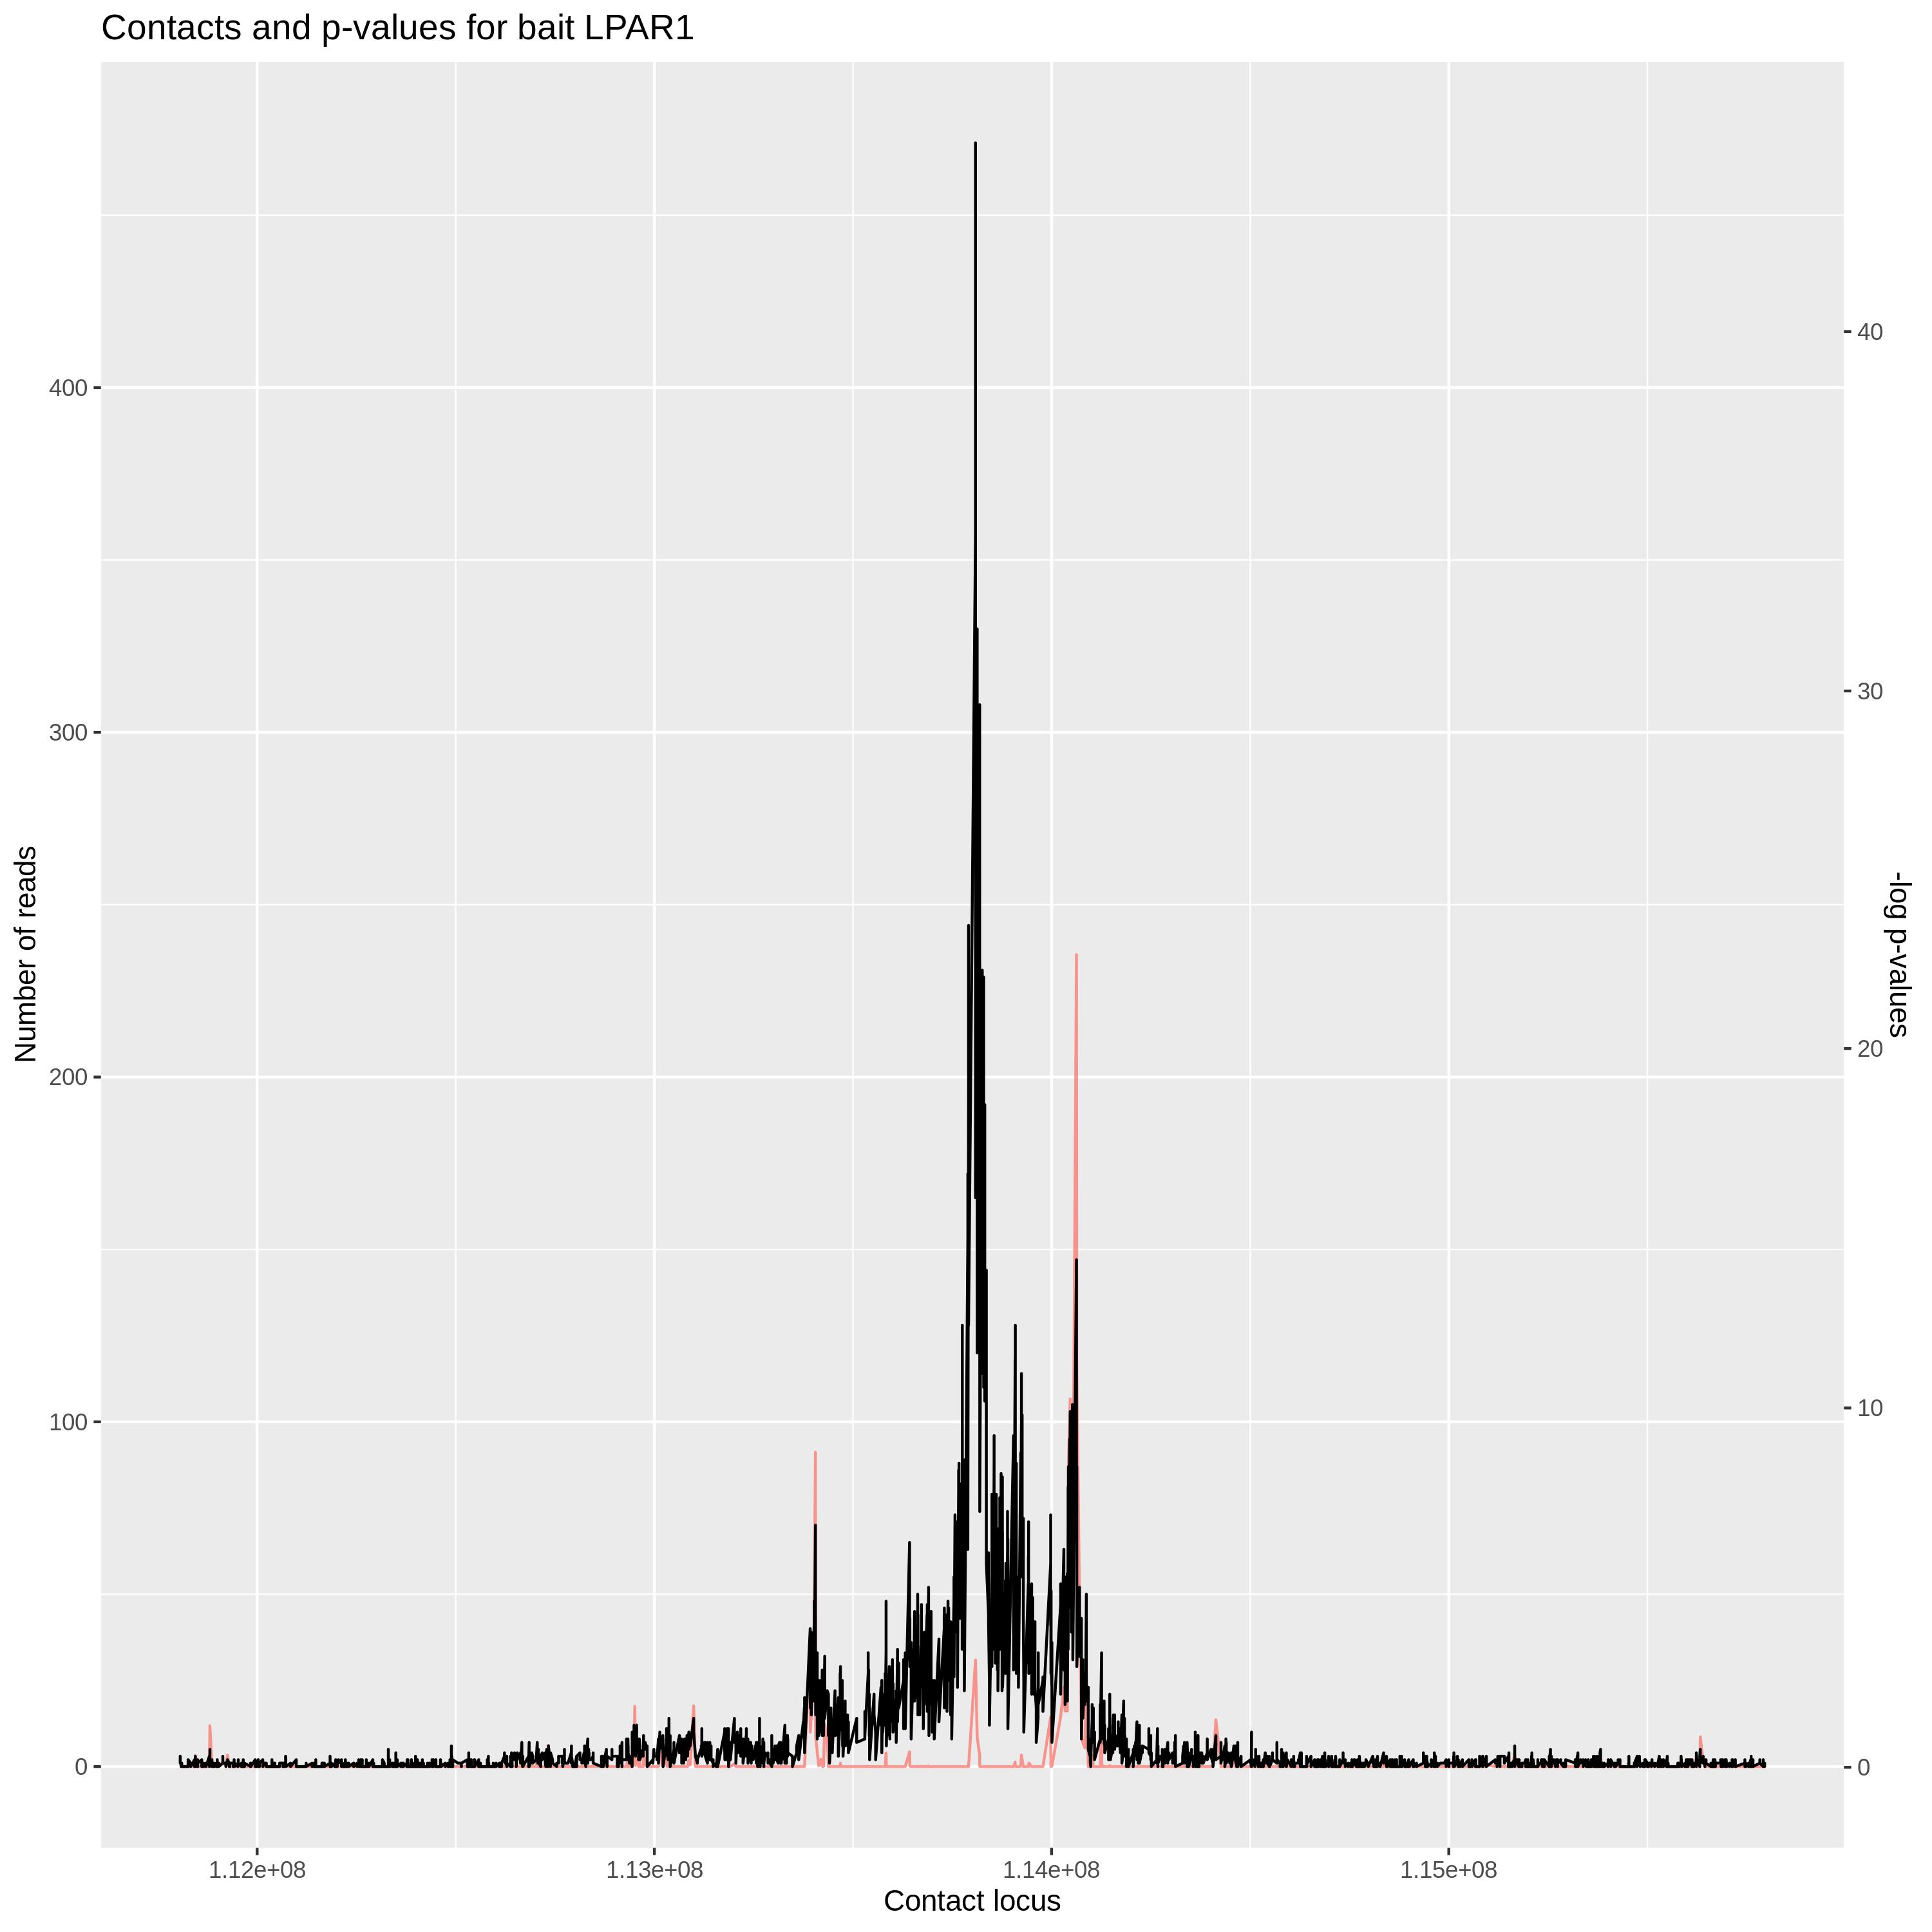 Contacts and p-values for bait LPAR1
Number of reads
400
300
200
100
0
40
30
20
10
0
-log p-values
1.12e+08
1.13e+08
1.14e+08
1.15e+08
Contact locus